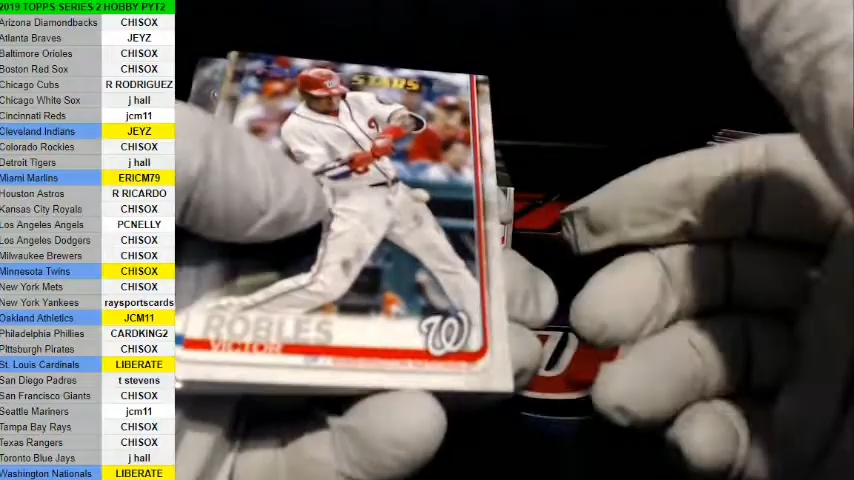 2019 TOPPS SERIES 2 HOBBY PYT2
Arizona Diamondbacks CHISOX
Atlanta Braves JEYZ
Baltimore Orioles CHISOX
Boston Red Sox CHISOX
Chicago Cubs R RODRIGUEZ
Chicago White Sox j hall
Cincinnati Reds jcm11
Cleveland Indians JEYZ
Colorado Rockies CHISOX
Detroit Tigers j hall
Miami Marlins ERICM79
Houston Astros R RICARDO
Kansas City Royals CHISOX
Los Angeles Angels PCNELLY
Los Angeles Dodgers CHISOX
Milwaukee Brewers CHISOX
Minnesota Twins CHISOX
New York Mets CHISOX
New York Yankees raysportscards
Oakland Athletics JCM11
Philadelphia Phillies CARDKING2
Pittsburgh Pirates CHISOX
St. Louis Cardinals LIBERATE
San Diego Padres t stevens
San Francisco Giants CHISOX
Seattle Mariners jcm11
Tampa Bay Rays CHISOX
Texas Rangers CHISOX
Toronto Blue Jays j hall
Washington Nationals LIBERATE
STARS
ROBLES
VICTOR
W